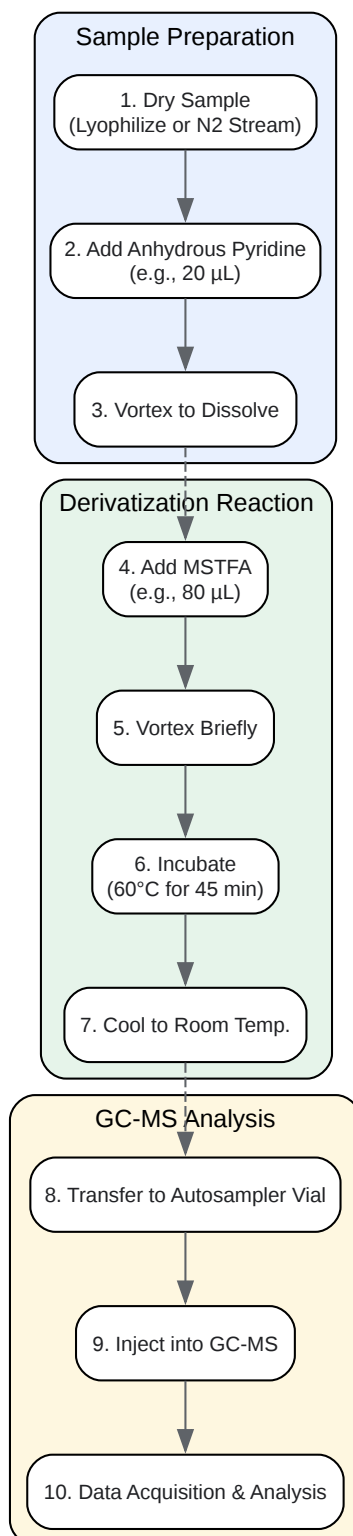 Sample Preparation
1. Dry Sample
(Lyophilize or N2 Stream)
2. Add Anhydrous Pyridine
(e.g., 20 µL)
3. Vortex to Dissolve
Derivatization Reaction
4. Add MSTFA
(e.g., 80 µL)
5. Vortex Briefly
6. Incubate
(60°C for 45 min)
7. Cool to Room Temp.
GC-MS Analysis
8. Transfer to Autosampler Vial
9. Inject into GC-MS
10. Data Acquisition & Analysis